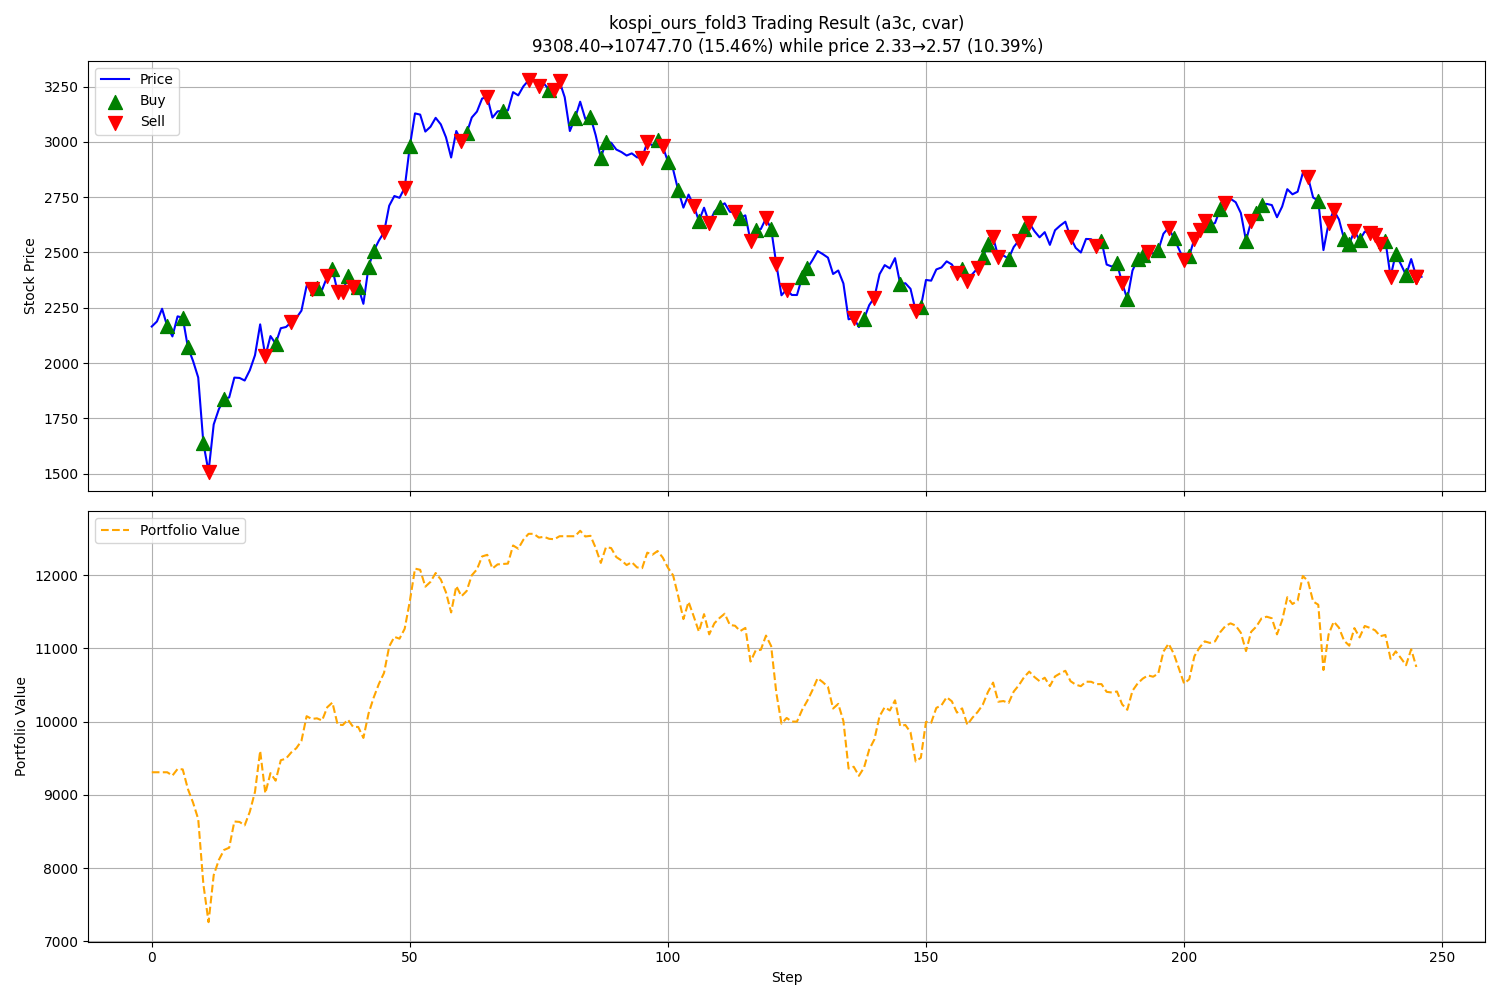 kospi_ours_fold3 Trading Result (a3c, cvar)
9308.40→10747.70 (15.46%) while price 2.33→2.57 (10.39%)
Price
Buy
Sell
Stock Price
3250
3000
2750
2500
2250
2000
1750
1500
Portfolio Value
Portfolio Value
12000
11000
10000
9000
8000
7000
0
50
100
150
200
250
Step